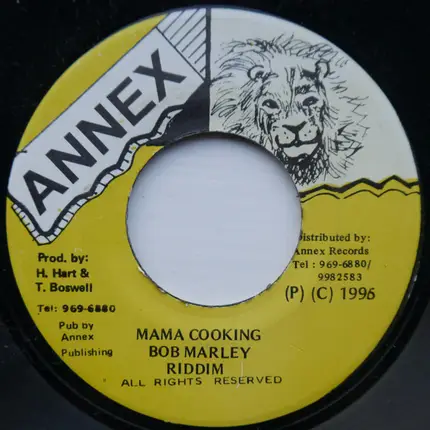 ANNEX
Prod. by:
H. Hart &
T. Boswell
Tel: 969-6880
Pub by
Annex
Publishing
Distributed by:
Annex Records
Tel : 969-6880/
9982583
(P) (C) 1996
MAMA COOKING
BOB MARLEY
RIDDIM
ALL RIGHTS RESERVED